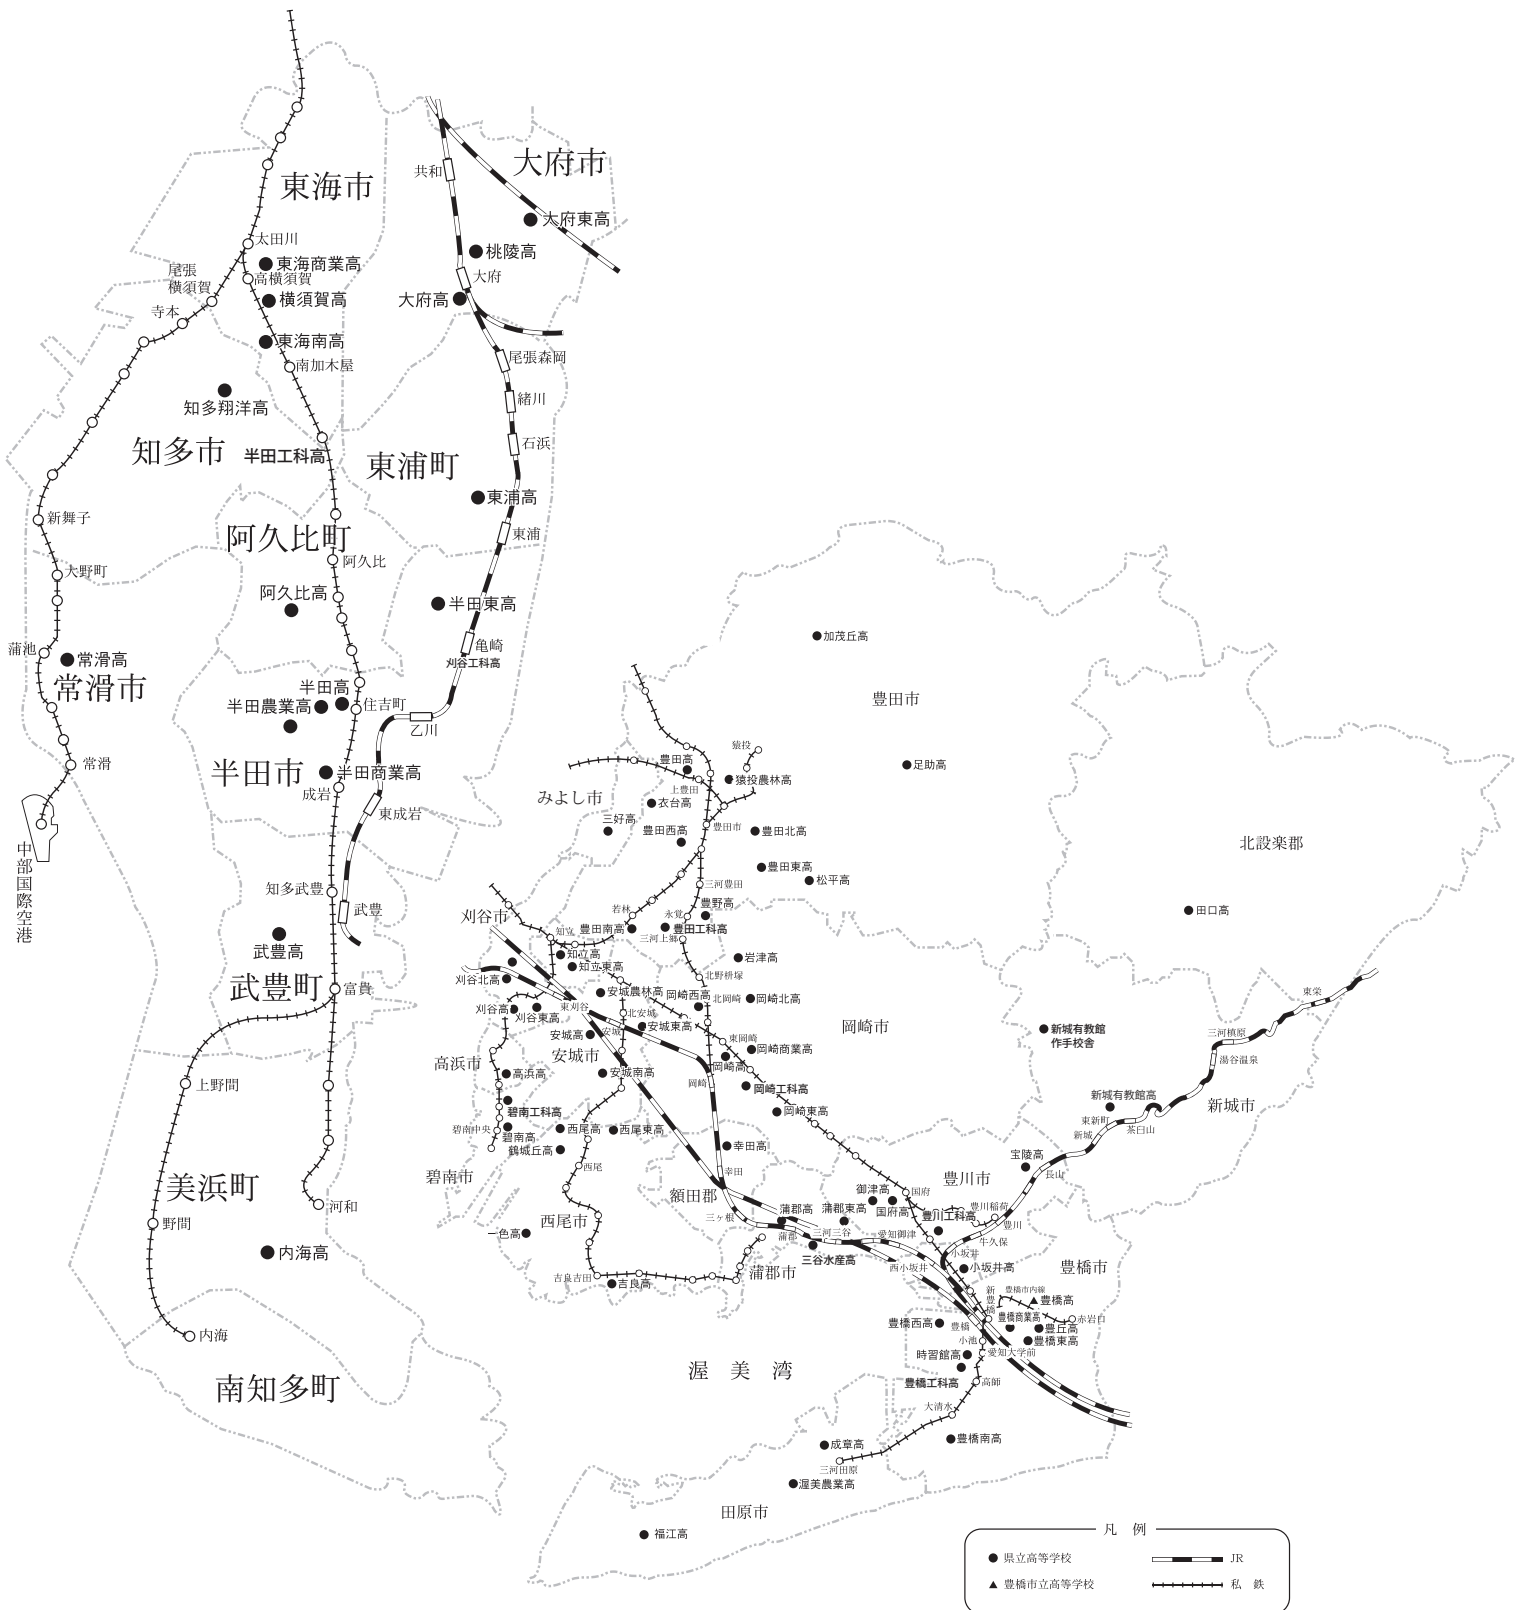 大府市
共和
東海市
大府東高
太田川
桃陵高
東海商業高
尾張
横須賀
高横須賀
大府
横須賀高
大府高
寺本
東海南高
尾張森岡
南加木屋
緒川
知多翔洋高
石浜
知多市
半田工科高
東浦町
東浦高
新舞子
阿久比町
東浦
阿久比
大野町
阿久比高
半田東高
蒲池
亀崎
常滑高
刈谷工科高
常滑市
半田高
半田農業高
住吉町
乙川
常滑
半田市
半田商業高
成岩
東成岩
中部国際空港
知多武豊
武豊
武豊高
武豊町
富貴
上野間
美浜町
野間
河和
内海高
内海
南知多町
加茂丘高
豊田市
猿投
豊田高
足助高
猿投農林高
上豊田
みよし市
衣台高
三好高
豊田西高
豊田市
豊田北高
北設楽郡
豊田東高
松平高
三河豊田
若林
永覚
豊野高
田口高
刈谷市
知立
豊田南高
豊田工科高
三河上郷
知立高
岩津高
知立東高
刈谷北高
北野桝塚
東栄
安城農林高
岡崎西高
北岡崎
岡崎北高
刈谷高
刈谷東高
東刈谷
北安城
安城東高
岡崎市
新城有教館
作手校舎
三河槙原
安城高
安城
東岡崎
安城市
岡崎商業高
湯谷温泉
高浜市
岡崎高
高浜高
安城南高
岡崎
岡崎工科高
新城有教館高
新城市
碧南工科高
岡崎東高
東新町
碧南中央
碧南高
西尾高
西尾東高
新城
茶臼山
鶴城丘高
幸田高
宝陵高
西尾
幸田
豊川市
長山
碧南市
額田郡
御津高
国府
西尾市
三ヶ根
蒲郡高
蒲郡東高
国府高
豊川稲荷
豊川工科高
豊川
一色高
蒲郡
三河三谷
愛知御津
牛久保
三谷水産高
小坂井
豊橋市
吉良吉田
吉良高
蒲郡市
西小坂井
小坂井高
豊橋市内線
新豊橋
豊橋高
豊橋西高
豊橋
豊橋商業高
赤岩口
豊丘高
小池
豊橋東高
時習館高
愛知大学前
渥美湾
豊橋工科高
高師
大清水
成章高
豊橋南高
三河田原
渥美農業高
田原市
福江高
凡 例
県立高等学校
JR
豊橋市立高等学校
私 鉄